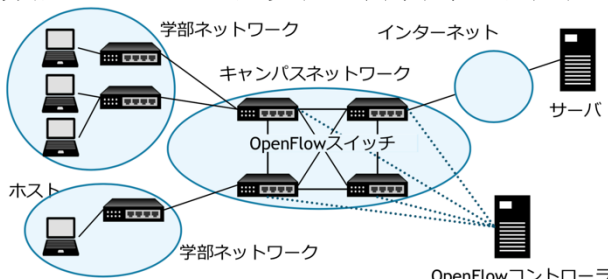 学部ネットワーク
インターネット
キャンパスネットワーク
サーバ
OpenFlowスイッチ
ホスト
学部ネットワーク
OpenFlowコントローラ